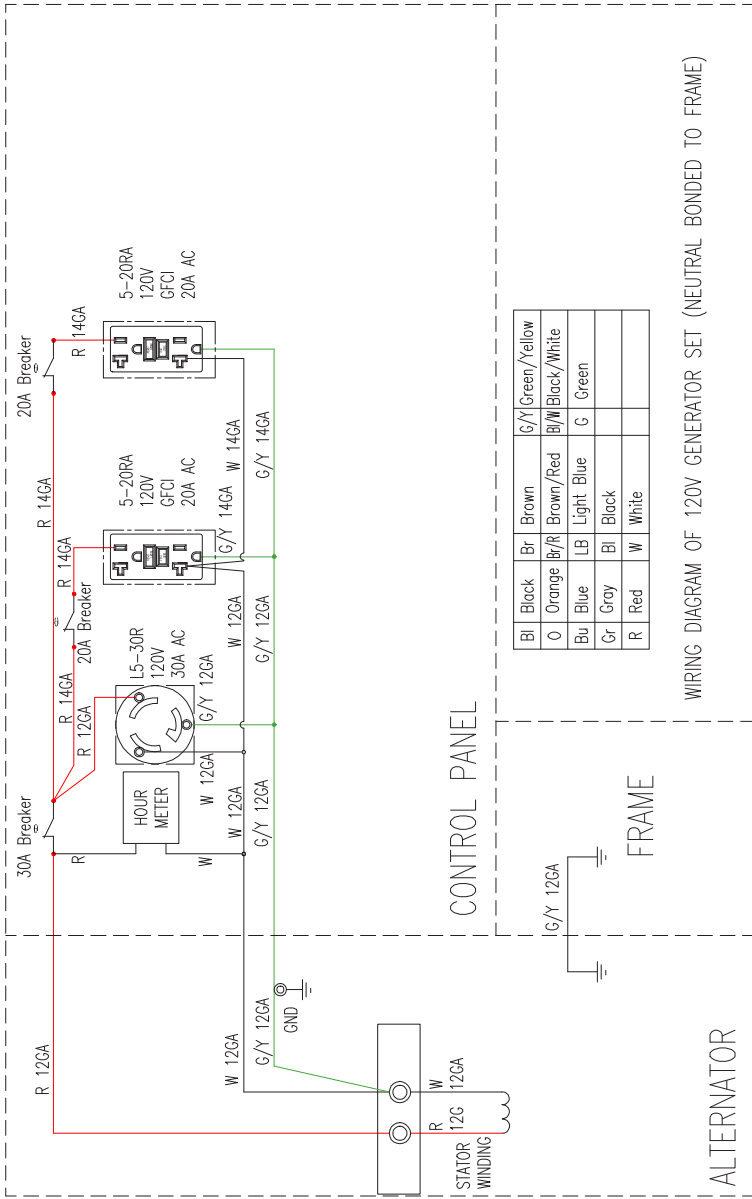 20A Breaker
R 14GA
5-20RA
120V
GFCI
20A AC
R 14GA
W 14GA
G/Y 14GA
R 14GA
20A Breaker
5-20RA
120V
GFCI
20A AC
G/Y 14GA
R 14GA
R 12GA
L5-30R
120V
30A AC
G/Y 12GA
W 12GA
G/Y 12GA
30A Breaker
HOUR
METER
R
W
W 12GA
W 12GA
G/Y 12GA
R 12GA
W 12GA
G/Y 12GA
GND
R
12G
W
12GA
STATOR
WINDING
CONTROL PANEL
G/Y 12GA
FRAME
ALTERNATOR
Bl Black Br Brown G/Y Green/Yellow
O Orange Br/R Brown/Red Bl/W Black/White
Bu Blue LB Light Blue G Green
Gr Gray Bl Black
R Red W White
WIRING DIAGRAM OF 120V GENERATOR SET (NEUTRAL BONDED TO FRAME)